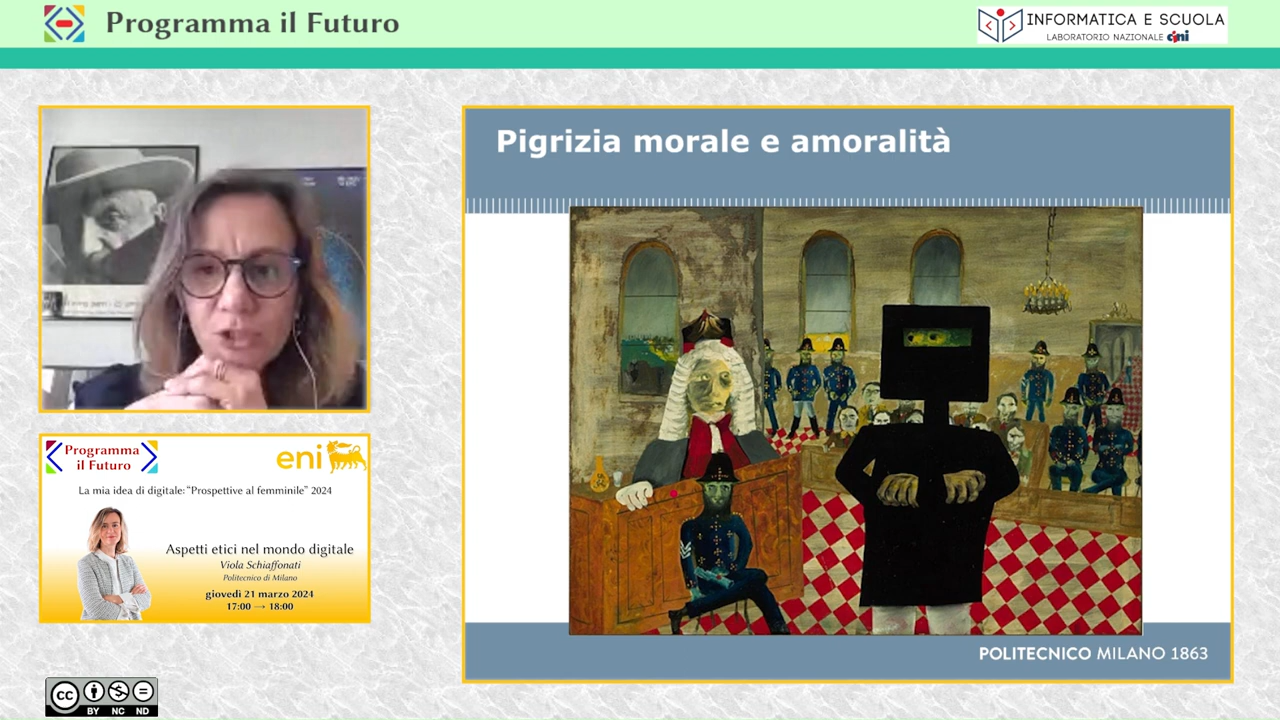 Programma il Futuro
INFORMATICA E SCUOLA
LABORATORIO NAZIONALE cini
Pigrizia morale e amoralità
Programma
il Futuro
eni
La mia idea di digitale: “Prospettive al femminile” 2024
Aspetti etici nel mondo digitale
Viola Schiaffonati
Politecnico di Milano
giovedì 21 marzo 2024
17:00 → 18:00
POLITECNICO MILANO 1863
cc
BY NC ND